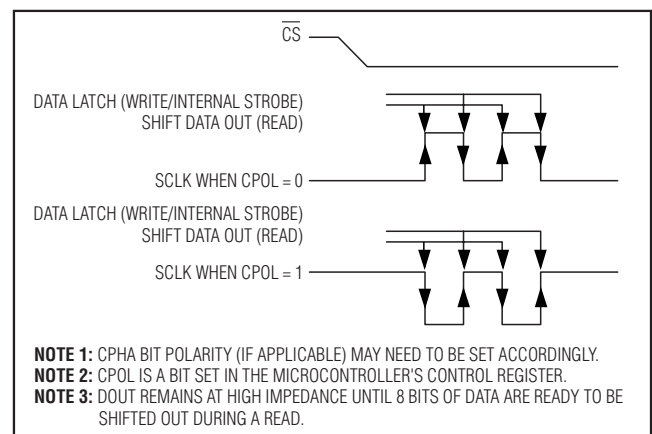 CS
DATA LATCH (WRITE/INTERNAL STROBE)
SHIFT DATA OUT (READ)
SCLK WHEN CPOL = 0
DATA LATCH (WRITE/INTERNAL STROBE)
SHIFT DATA OUT (READ)
SCLK WHEN CPOL = 1
NOTE 1: CPHA BIT POLARITY (IF APPLICABLE) MAY NEED TO BE SET ACCORDINGLY.
NOTE 2: CPOL IS A BIT SET IN THE MICROCONTROLLER'S CONTROL REGISTER.
NOTE 3: DOUT REMAINS AT HIGH IMPEDANCE UNTIL 8 BITS OF DATA ARE READY TO BE
SHIFTED OUT DURING A READ.